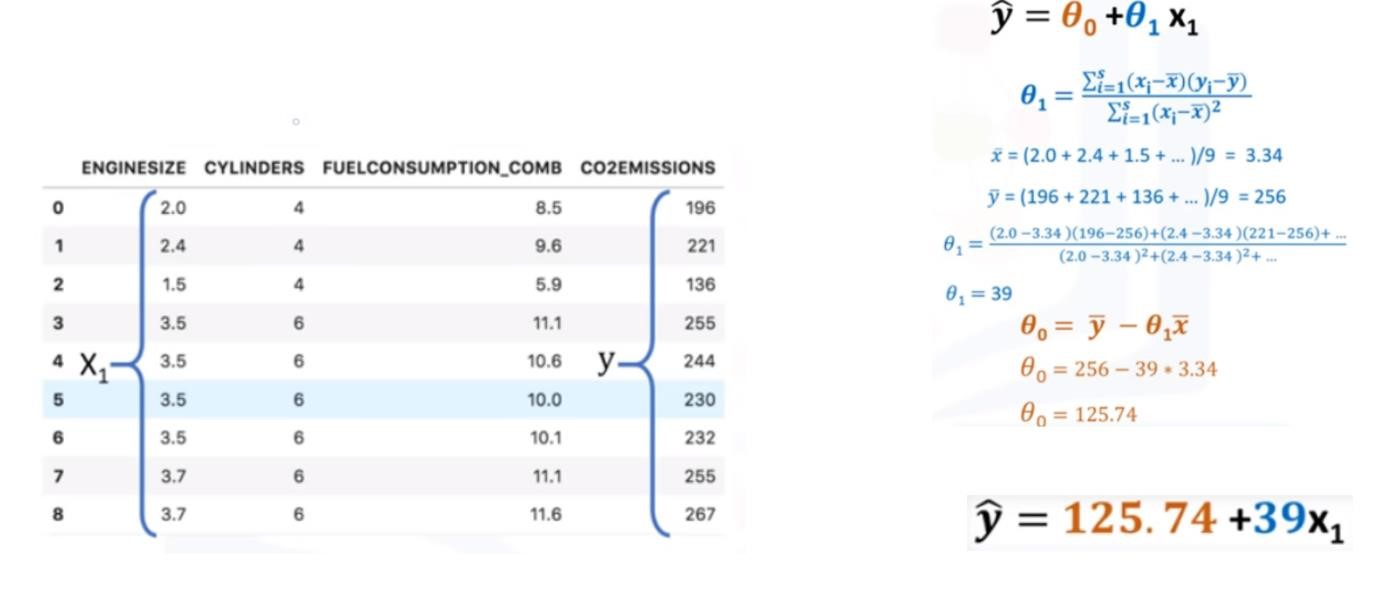 ENGINESIZE CYLINDERS FUELCONSUMPTION_COMB CO2EMISSIONS
0 2.0 4 8.5 196
1 2.4 4 9.6 221
2 1.5 4 5.9 136
3 3.5 6 11.1 255
4 X₁ 3.5 6 10.6 y 244
5 3.5 6 10.0 230
6 3.5 6 10.1 232
7 3.7 6 11.1 255
8 3.7 6 11.6 267
ŷ = θ₀ +θ₁ x₁
θ₁ = Σˢᵢ₌₁(xᵢ−x̄)(yᵢ−ȳ) / Σˢᵢ₌₁(xᵢ−x̄)²
x̄ = (2.0 + 2.4 + 1.5 + ... )/9 = 3.34
ȳ = (196 + 221 + 136 + ... )/9 = 256
θ₁ = (2.0 −3.34 )(196−256)+(2.4 −3.34 )(221−256)+ ... / (2.0 −3.34 )²+(2.4 −3.34 )²+ ...
θ₁ = 39
θ₀ = ȳ − θ₁x̄
θ₀ = 256 − 39 ∗ 3.34
θ₀ = 125.74
ŷ = 125.74 +39x₁